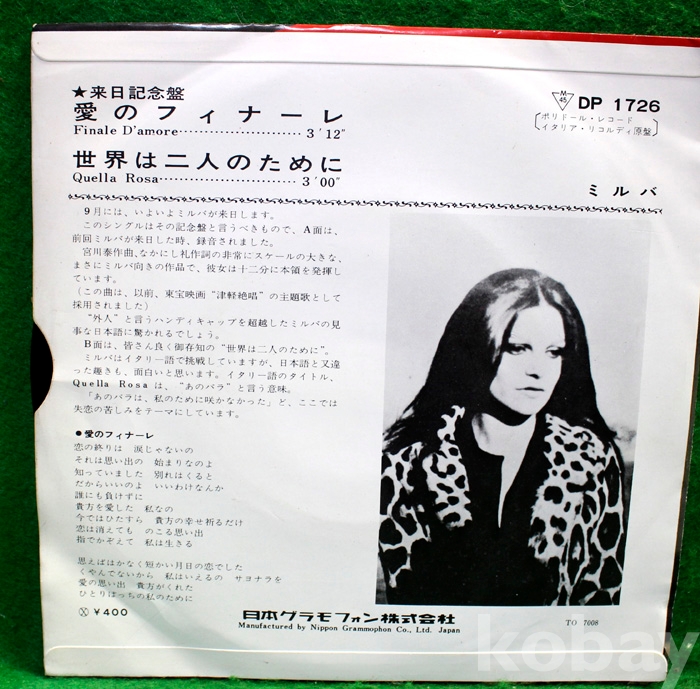 ★来日記念盤
愛のフィナーレ
Finale D'amore························3'12"
世界は二人のために
Quella Rosa···························3'00"
M
45
DP 1726
ポリドール・レコード
イタリア・リコルディ原盤
ミルバ
9月には、いよいよミルバが来日します。
このシングルはその記念盤と言うべきもので、A面は、
前回ミルバが来日した時、録音されました。
宮川泰作曲、なかにし礼作詞の非常にスケールの大きな、
まさにミルバ向きの作品で、彼女は十二分に本領を発揮し
ています。
(この曲は、以前、東宝映画“津軽絶唱”の主題歌として
採用されました)
“外人”と言うハンディキャップを超越したミルバの見
事な日本語に驚かれるでしょう。
B面は、皆さん良く御存知の“世界は二人のために”。
ミルバはイタリー語で挑戦していますが、日本語と又違
った趣きも、面白いと思います。イタリー語のタイトル、
Quella Rosa は、“あのバラ”と言う意味。
「あのバラは、私のために咲かなかった」と、ここでは
失恋の苦しみをテーマにしています。
●愛のフィナーレ
恋の終りは 涙じゃないの
それは思い出の 始まりなのよ
知っていました 別れはくると
だからいいのよ いいわけなんか
誰にも負けずに
貴方を愛した 私なの
今ではひたすら 貴方の幸せ祈るだけ
恋は消えても のこる思い出
指でかぞえて 私は生きる
思えばはかなく短かい月日の恋でした
くやんでないから 私はいえるの サヨナラを
愛の思い出 貴方がくれた
ひとりぼっちの私のために
Ⓧ ¥400
日本グラモフォン株式会社
Manufactured by Nippon Grammophon Co., Ltd. Japan
TO 7008
kobay